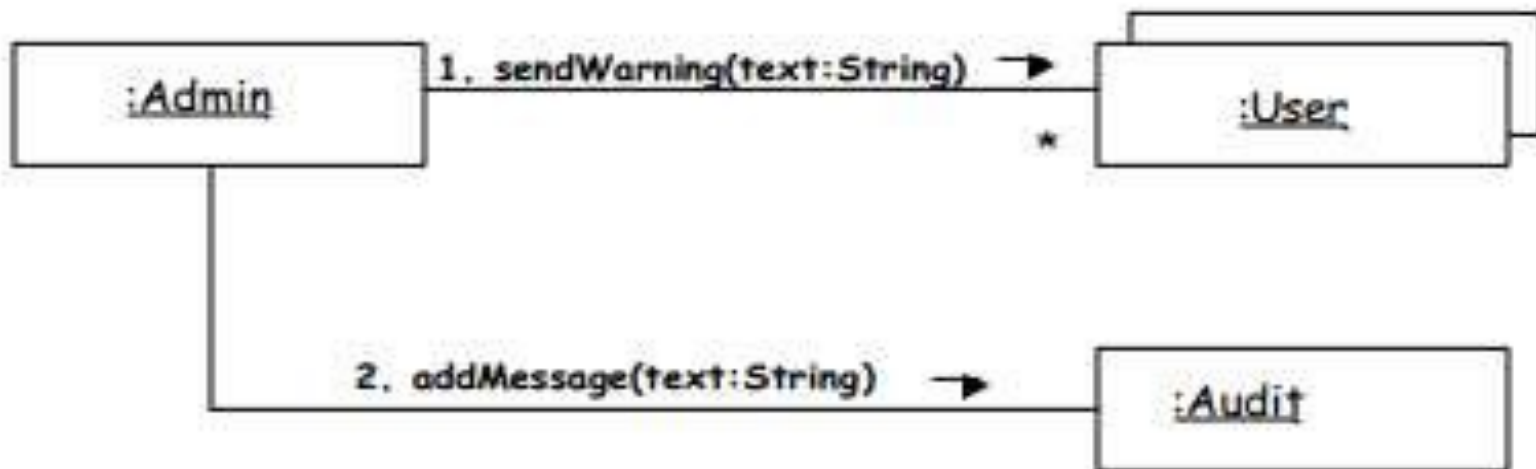 :Admin
1. sendWarning(text:String)
:User
*
2. addMessage(text:String)
:Audit